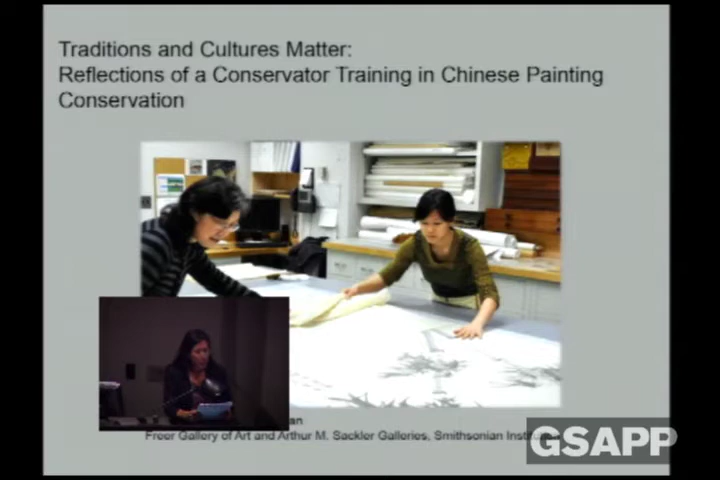 Traditions and Cultures Matter:
Reflections of a Conservator Training in Chinese Painting
Conservation
an
Freer Gallery of Art and Arthur M. Sackler Galleries, Smithsonian
GSAPP